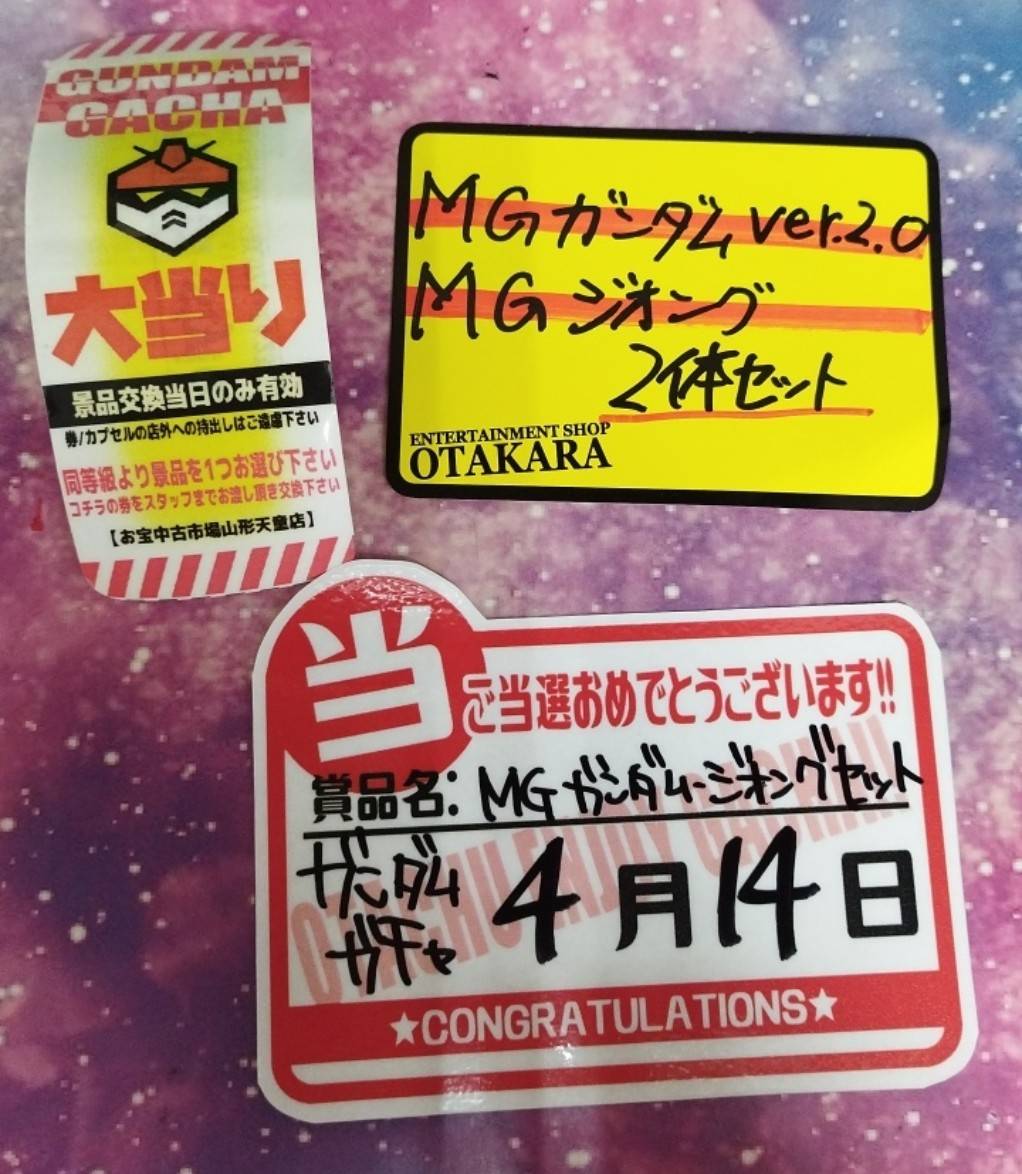 GUNDAM
GACHA
大当り
景品交換当日のみ有効
券/カプセルの店外への持出しはご遠慮下さい
同等級より景品を1つお選び下さい
コチラの券をスタッフまでお渡し頂き交換下さい
【お宝中古市場山形天童店】
MGガンダムver.2.0
MGジオング
2体セット
ENTERTAINMENT SHOP
OTAKARA
当
ご当選おめでとうございます!!
賞品名: MGガンダム・ジオングセット
ガンダム
ガチャ
4月14日
★CONGRATULATIONS★